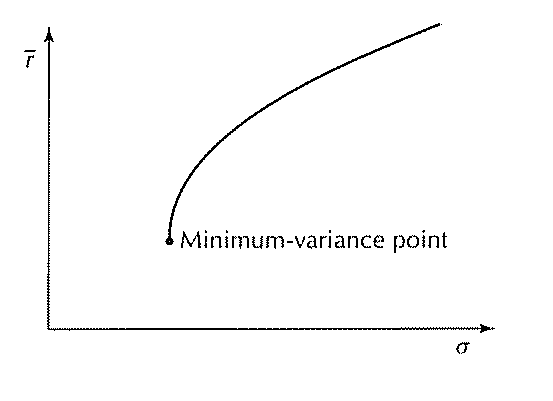 r̄
Minimum-variance point
σ